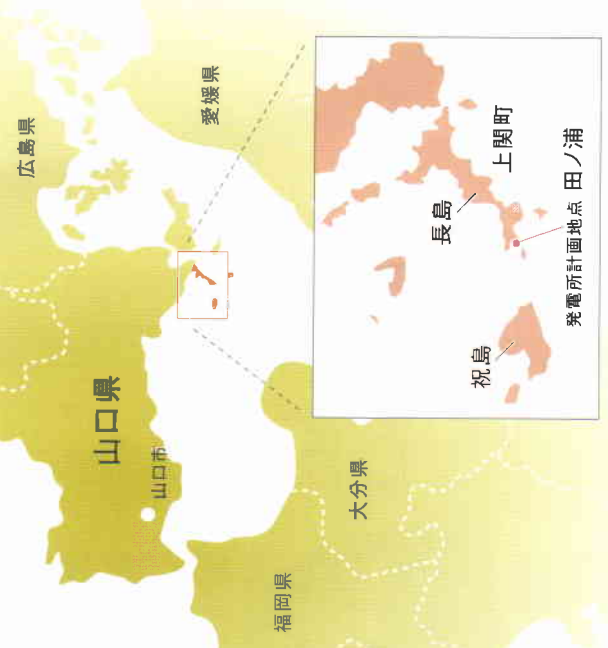 広島県
愛媛県
山口県
山口市
福岡県
大分県
上関町
長島
田ノ浦
発電所計画地点
祝島